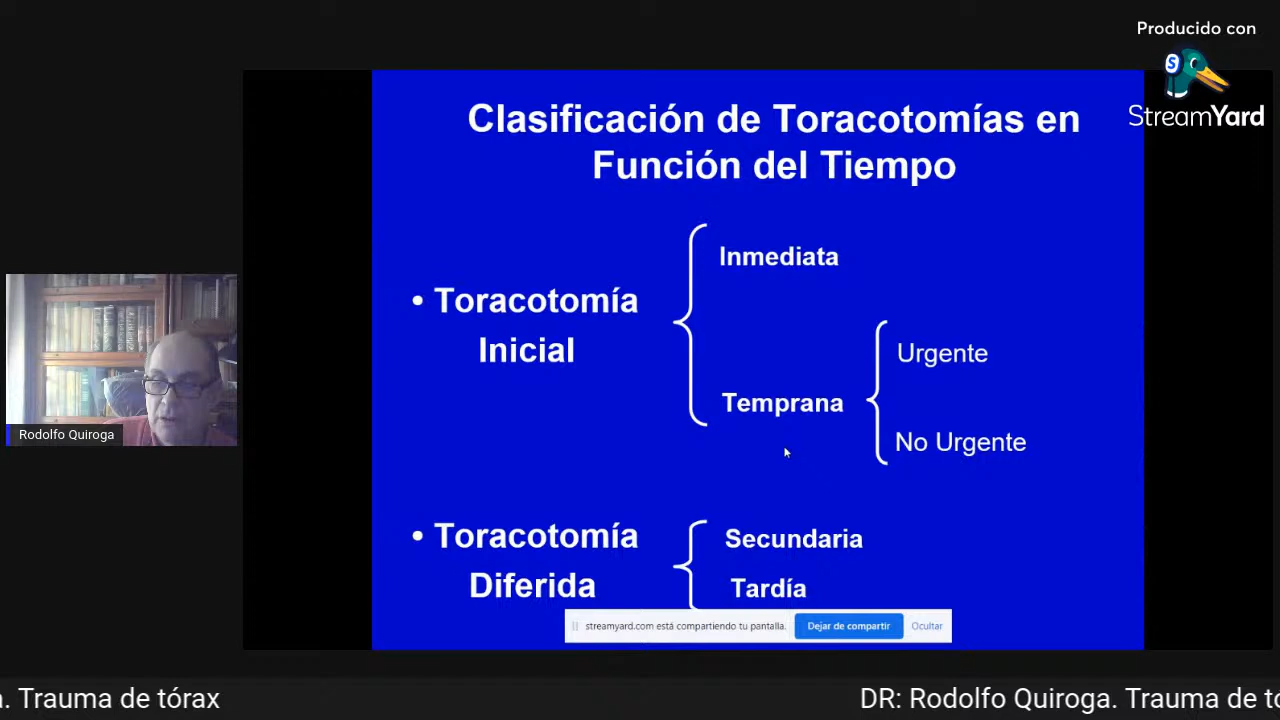 Producido con
StreamYard
Clasificación de Toracotomías en
Función del Tiempo
Inmediata
• Toracotomía
Inicial
Urgente
Temprana
No Urgente
Rodolfo Quiroga
• Toracotomía
Diferida
Secundaria
Tardía
streamyard.com está compartiendo tu pantalla.
Dejar de compartir
Ocultar
a. Trauma de tórax
DR: Rodolfo Quiroga. Trauma de tó